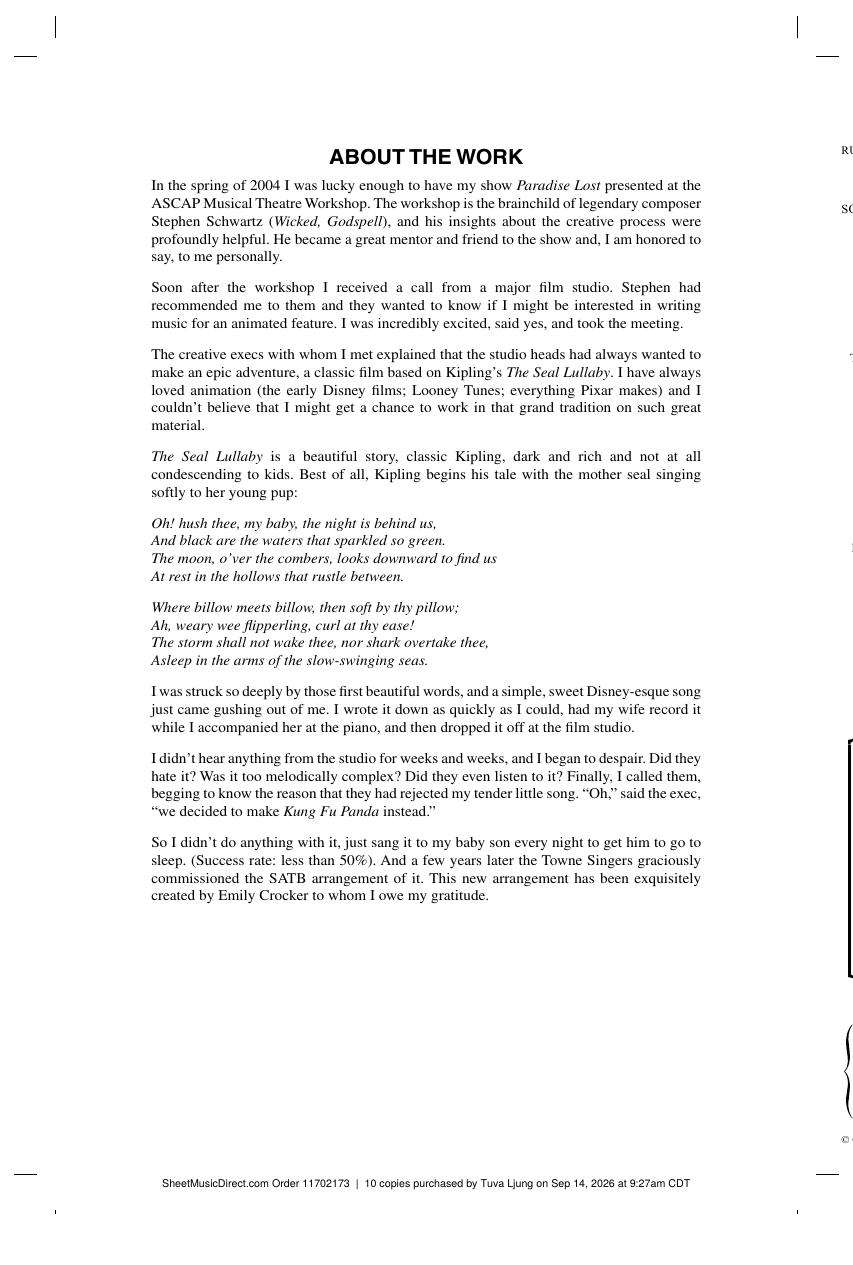 ABOUT THE WORK
In the spring of 2004 I was lucky enough to have my show Paradise Lost presented at the
ASCAP Musical Theatre Workshop. The workshop is the brainchild of legendary composer
Stephen Schwartz (Wicked, Godspell), and his insights about the creative process were
profoundly helpful. He became a great mentor and friend to the show and, I am honored to
say, to me personally.
Soon after the workshop I received a call from a major film studio. Stephen had
recommended me to them and they wanted to know if I might be interested in writing
music for an animated feature. I was incredibly excited, said yes, and took the meeting.
The creative execs with whom I met explained that the studio heads had always wanted to
make an epic adventure, a classic film based on Kipling’s The Seal Lullaby. I have always
loved animation (the early Disney films; Looney Tunes; everything Pixar makes) and I
couldn’t believe that I might get a chance to work in that grand tradition on such great
material.
The Seal Lullaby is a beautiful story, classic Kipling, dark and rich and not at all
condescending to kids. Best of all, Kipling begins his tale with the mother seal singing
softly to her young pup:
Oh! hush thee, my baby, the night is behind us,
And black are the waters that sparkled so green.
The moon, o’ver the combers, looks downward to find us
At rest in the hollows that rustle between.
Where billow meets billow, then soft by thy pillow;
Ah, weary wee flipperling, curl at thy ease!
The storm shall not wake thee, nor shark overtake thee,
Asleep in the arms of the slow-swinging seas.
I was struck so deeply by those first beautiful words, and a simple, sweet Disney-esque song
just came gushing out of me. I wrote it down as quickly as I could, had my wife record it
while I accompanied her at the piano, and then dropped it off at the film studio.
I didn’t hear anything from the studio for weeks and weeks, and I began to despair. Did they
hate it? Was it too melodically complex? Did they even listen to it? Finally, I called them,
begging to know the reason that they had rejected my tender little song. “Oh,” said the exec,
“we decided to make Kung Fu Panda instead.”
So I didn’t do anything with it, just sang it to my baby son every night to get him to go to
sleep. (Success rate: less than 50%). And a few years later the Towne Singers graciously
commissioned the SATB arrangement of it. This new arrangement has been exquisitely
created by Emily Crocker to whom I owe my gratitude.
SheetMusicDirect.com Order 11702173 | 10 copies purchased by Tuva Ljung on Sep 14, 2026 at 9:27am CDT